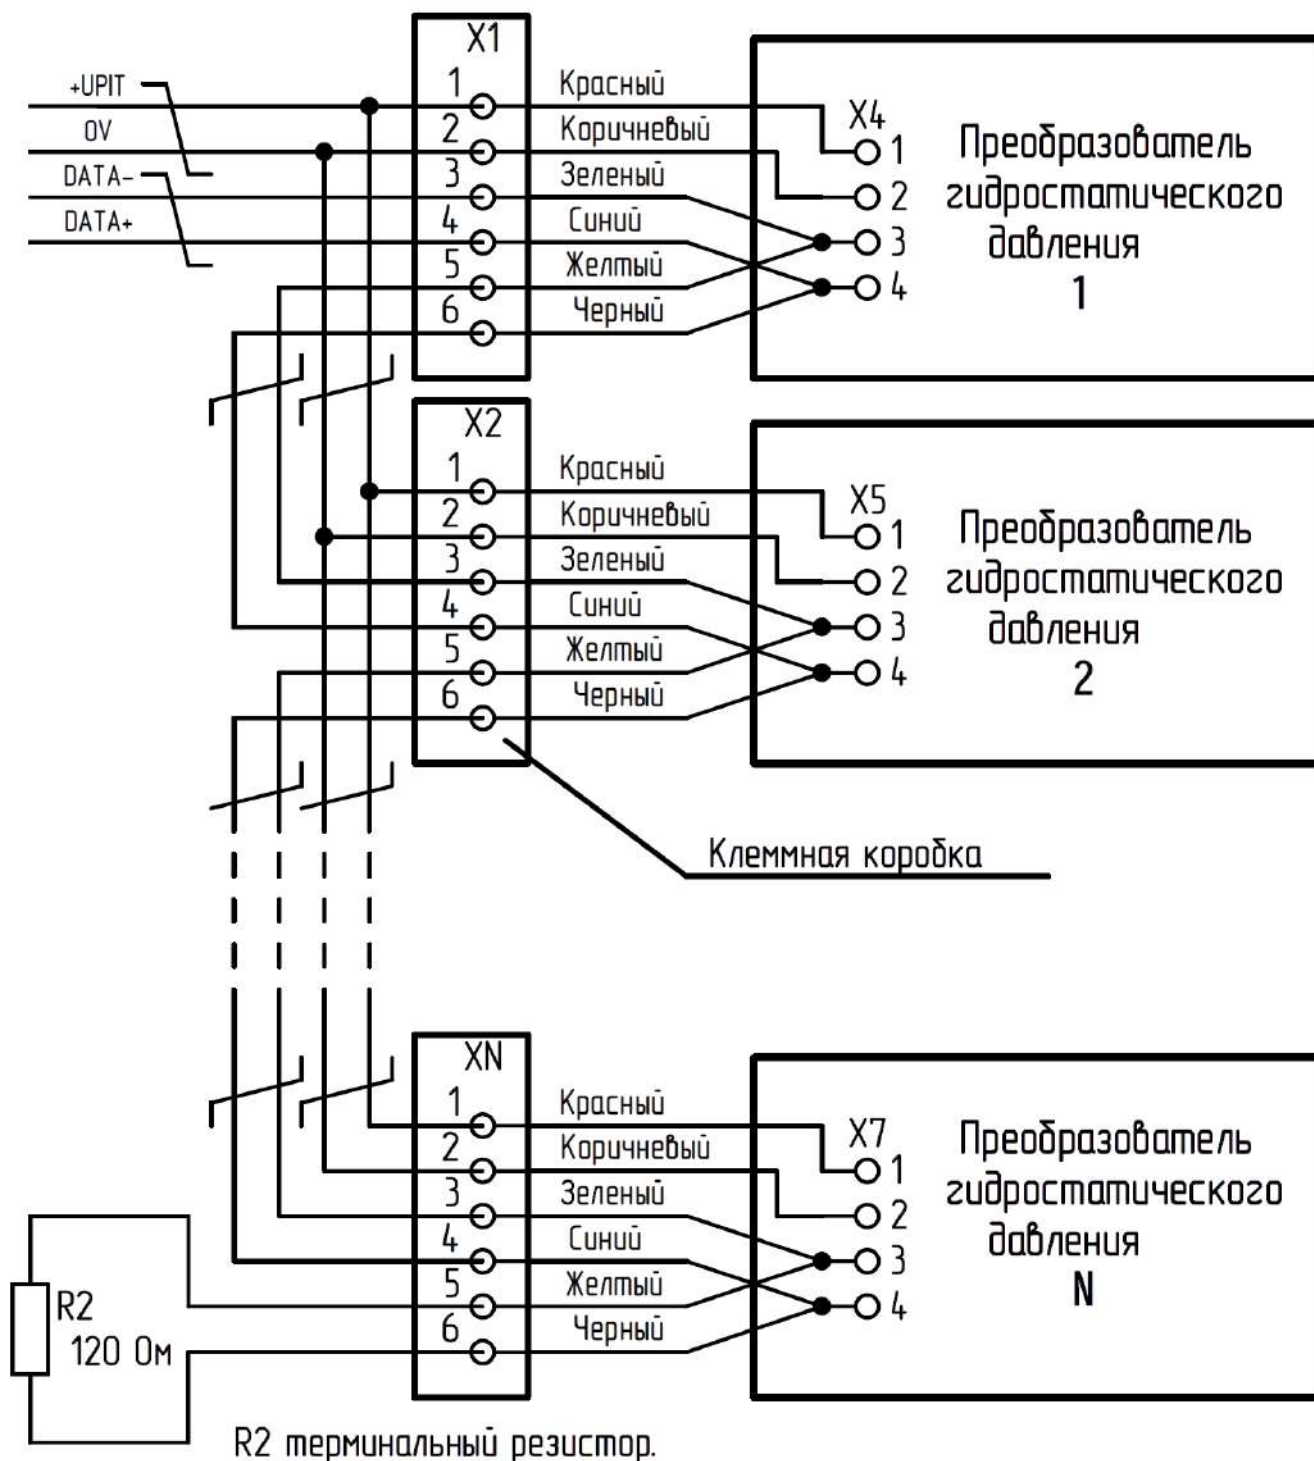 +UPIT
0V
DATA-
DATA+
X1
1
2
3
4
5
6
Красный
Коричневый
Зеленый
Синий
Желтый
Черный
X4
1
2
3
4
Преобразователь
гидростатического
давления
1
X2
1
2
3
4
5
6
Красный
Коричневый
Зеленый
Синий
Желтый
Черный
X5
1
2
3
4
Преобразователь
гидростатического
давления
2
Клеммная коробка
XN
1
2
3
4
5
6
Красный
Коричневый
Зеленый
Синий
Желтый
Черный
X7
1
2
3
4
Преобразователь
гидростатического
давления
N
R2
120 Ом
R2 терминальный резистор.